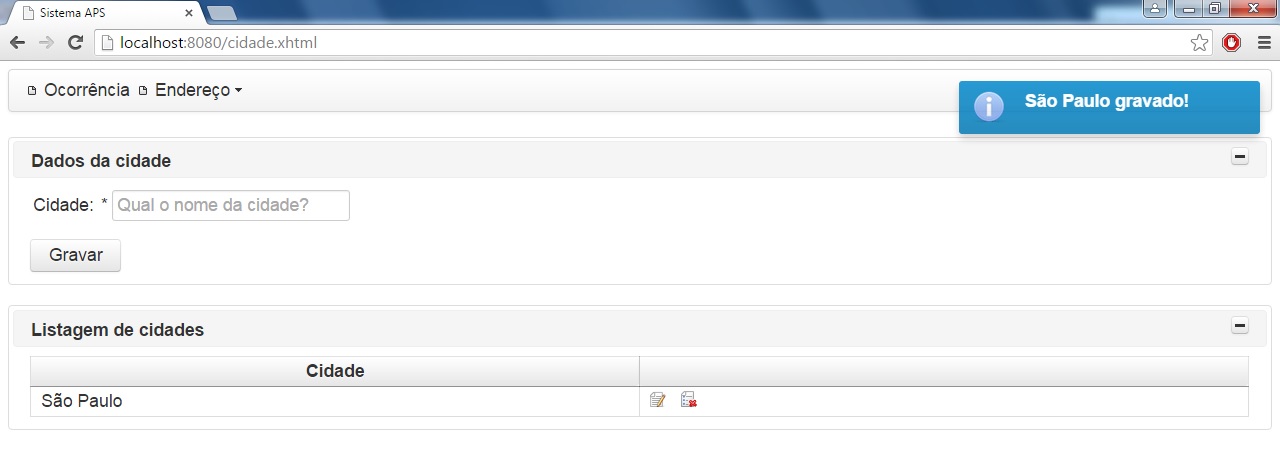 Sistema APS
localhost:8080/cidade.xhtml
Ocorrência Endereço
São Paulo gravado!
Dados da cidade
Cidade: * Qual o nome da cidade?
Gravar
Listagem de cidades
Cidade
São Paulo